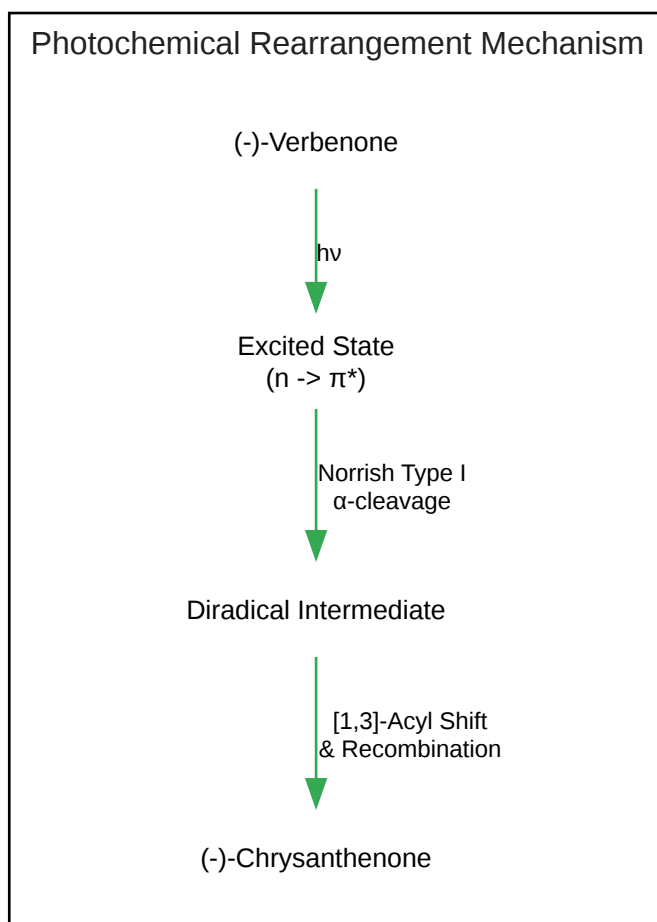 Photochemical Rearrangement Mechanism
(-)-Verbenone
hν
Excited State
(n -> π*)
Norrish Type I
α-cleavage
Diradical Intermediate
[1,3]-Acyl Shift
& Recombination
(-)-Chrysanthenone